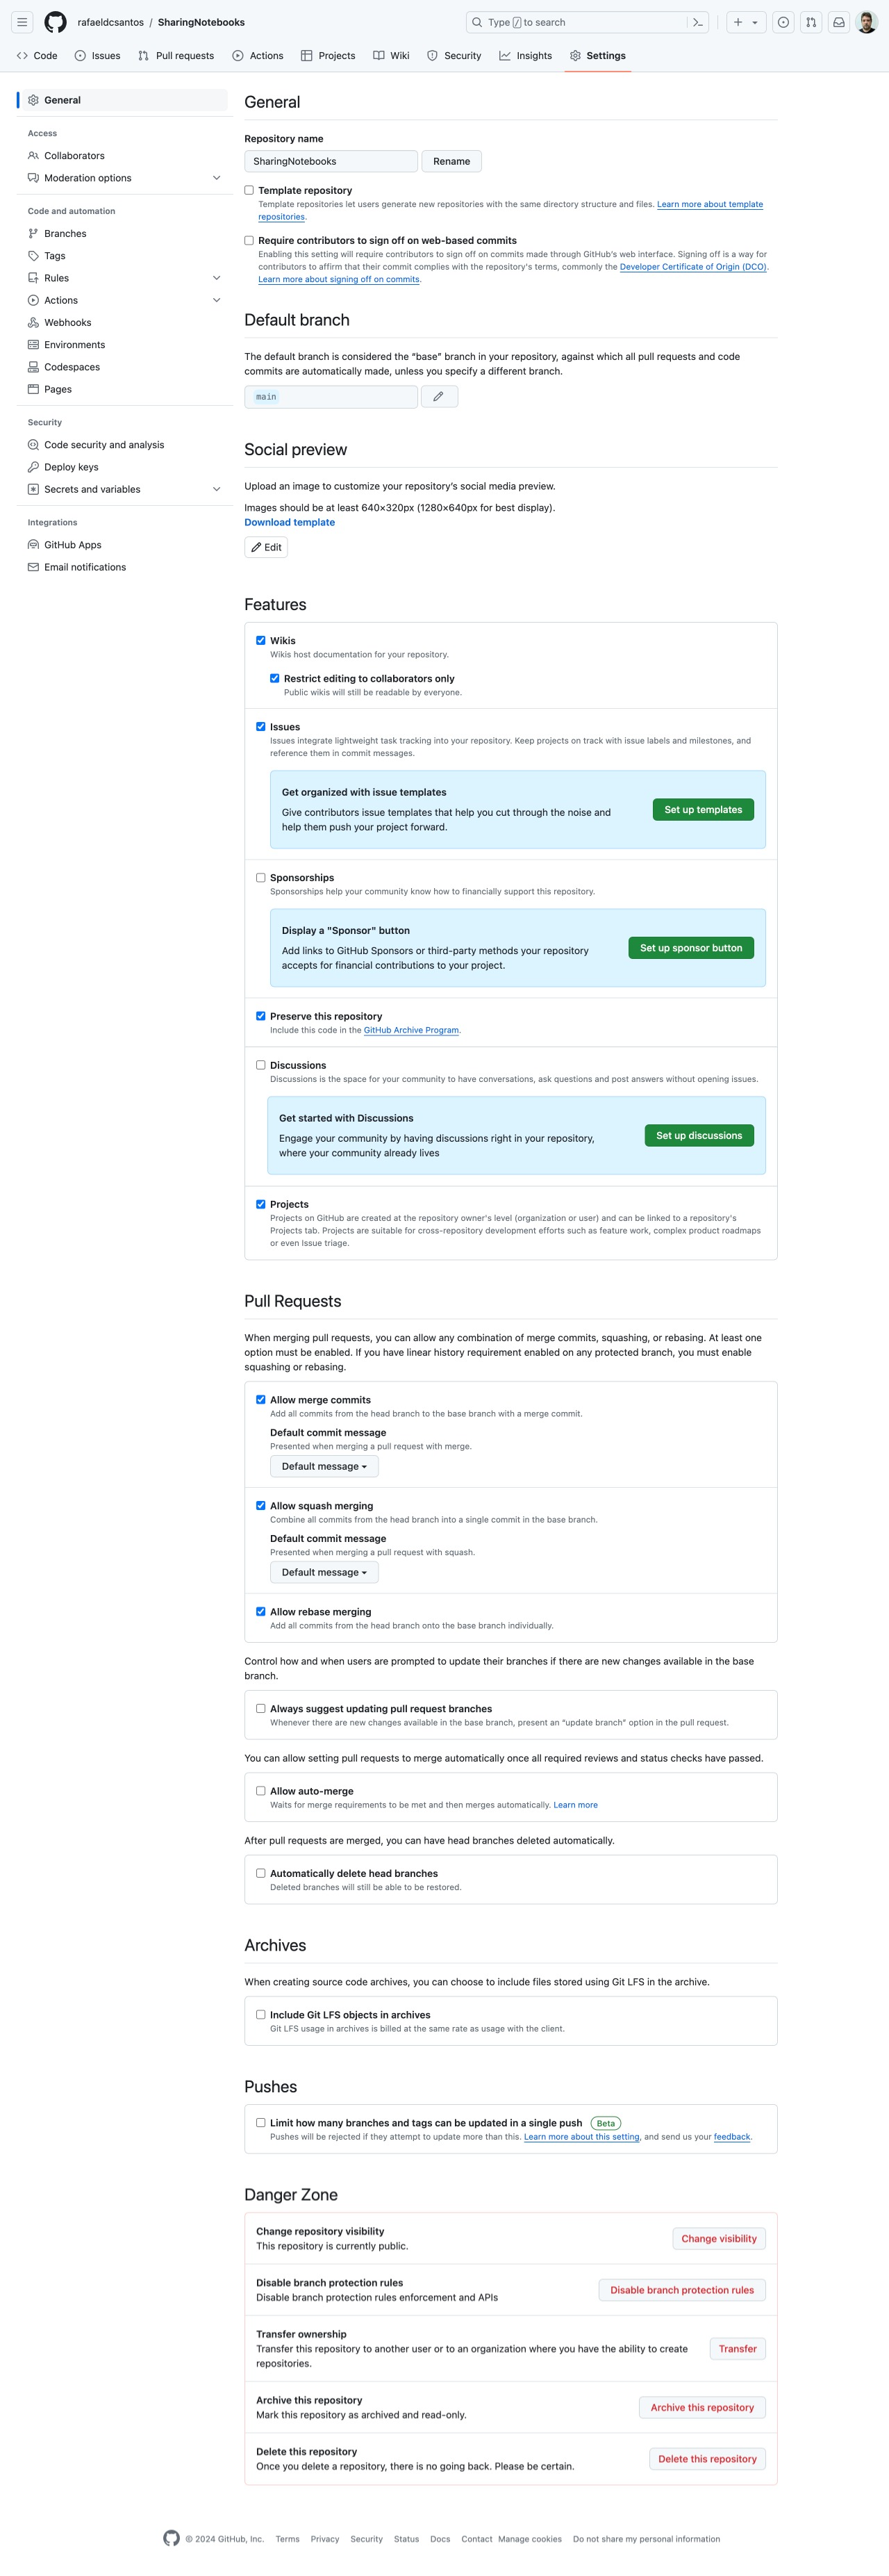 rafaeldcsantos / SharingNotebooks
Type / to search
Code
Issues
Pull requests
Actions
Projects
Wiki
Security
Insights
Settings
General
Access
Collaborators
Moderation options
Code and automation
Branches
Tags
Rules
Actions
Webhooks
Environments
Codespaces
Pages
Security
Code security and analysis
Deploy keys
Secrets and variables
Integrations
GitHub Apps
Email notifications
General
Repository name
SharingNotebooks
Rename
Template repository
Template repositories let users generate new repositories with the same directory structure and files. Learn more about template
repositories.
Require contributors to sign off on web-based commits
Enabling this setting will require contributors to sign off on commits made through GitHub's web interface. Signing off is a way for
contributors to affirm that their commit complies with the repository's terms, commonly the Developer Certificate of Origin (DCO).
Learn more about signing off on commits.
Default branch
The default branch is considered the “base” branch in your repository, against which all pull requests and code
commits are automatically made, unless you specify a different branch.
main
Social preview
Upload an image to customize your repository's social media preview.
Images should be at least 640×320px (1280×640px for best display).
Download template
Edit
Features
Wikis
Wikis host documentation for your repository.
Restrict editing to collaborators only
Public wikis will still be readable by everyone.
Issues
Issues integrate lightweight task tracking into your repository. Keep projects on track with issue labels and milestones, and
reference them in commit messages.
Get organized with issue templates
Give contributors issue templates that help you cut through the noise and
help them push your project forward.
Set up templates
Sponsorships
Sponsorships help your community know how to financially support this repository.
Display a "Sponsor" button
Add links to GitHub Sponsors or third-party methods your repository
accepts for financial contributions to your project.
Set up sponsor button
Preserve this repository
Include this code in the GitHub Archive Program.
Discussions
Discussions is the space for your community to have conversations, ask questions and post answers without opening issues.
Get started with Discussions
Engage your community by having discussions right in your repository,
where your community already lives
Set up discussions
Projects
Projects on GitHub are created at the repository owner's level (organization or user) and can be linked to a repository's
Projects tab. Projects are suitable for cross-repository development efforts such as feature work, complex product roadmaps
or even Issue triage.
Pull Requests
When merging pull requests, you can allow any combination of merge commits, squashing, or rebasing. At least one
option must be enabled. If you have linear history requirement enabled on any protected branch, you must enable
squashing or rebasing.
Allow merge commits
Add all commits from the head branch to the base branch with a merge commit.
Default commit message
Presented when merging a pull request with merge.
Default message
Allow squash merging
Combine all commits from the head branch into a single commit in the base branch.
Default commit message
Presented when merging a pull request with squash.
Default message
Allow rebase merging
Add all commits from the head branch onto the base branch individually.
Control how and when users are prompted to update their branches if there are new changes available in the base
branch.
Always suggest updating pull request branches
Whenever there are new changes available in the base branch, present an “update branch” option in the pull request.
You can allow setting pull requests to merge automatically once all required reviews and status checks have passed.
Allow auto-merge
Waits for merge requirements to be met and then merges automatically. Learn more
After pull requests are merged, you can have head branches deleted automatically.
Automatically delete head branches
Deleted branches will still be able to be restored.
Archives
When creating source code archives, you can choose to include files stored using Git LFS in the archive.
Include Git LFS objects in archives
Git LFS usage in archives is billed at the same rate as usage with the client.
Pushes
Limit how many branches and tags can be updated in a single push Beta
Pushes will be rejected if they attempt to update more than this. Learn more about this setting, and send us your feedback.
Danger Zone
Change repository visibility
This repository is currently public.
Change visibility
Disable branch protection rules
Disable branch protection rules enforcement and APIs
Disable branch protection rules
Transfer ownership
Transfer this repository to another user or to an organization where you have the ability to create
repositories.
Transfer
Archive this repository
Mark this repository as archived and read-only.
Archive this repository
Delete this repository
Once you delete a repository, there is no going back. Please be certain.
Delete this repository
© 2024 GitHub, Inc. Terms Privacy Security Status Docs Contact Manage cookies Do not share my personal information